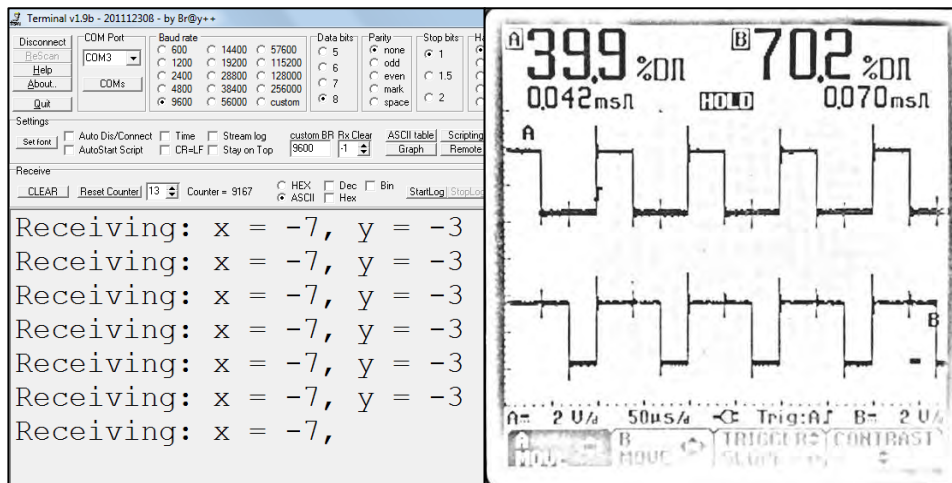 Terminal v1.9b - 20111230ß - by Br@y++
Disconnect
ReScan
Help
About..
Quit
COM Port
COM3
COMs
Baud rate
600 14400 57600
1200 19200 115200
2400 28800 128000
4800 38400 256000
9600 56000 custom
Data bits
5
6
7
8
Parity
none
odd
even
mark
space
Stop bits
1
1.5
2
Settings
Set font
Auto Dis/Connect Time Stream log
AutoStart Script CR=LF Stay on Top
custom BR Rx Clear
9600 -1
ASCII table Scripting
Graph Remote
Receive
CLEAR Reset Counter 13 Counter = 9167
HEX Dec Bin
ASCII Hex
StartLog StopLog
Receiving: x = -7, y = -3
Receiving: x = -7, y = -3
Receiving: x = -7, y = -3
Receiving: x = -7, y = -3
Receiving: x = -7, y = -3
Receiving: x = -7, y = -3
Receiving: x = -7,
A 39.9 %DΠ B 70.2 %DΠ
0.042ms HOLD 0.070ms
A
B
A= 2 V/d 50µs/d Trig:A B= 2 V/
A B TRIGGER CONTRAST
MOVE MOVE SLOPE